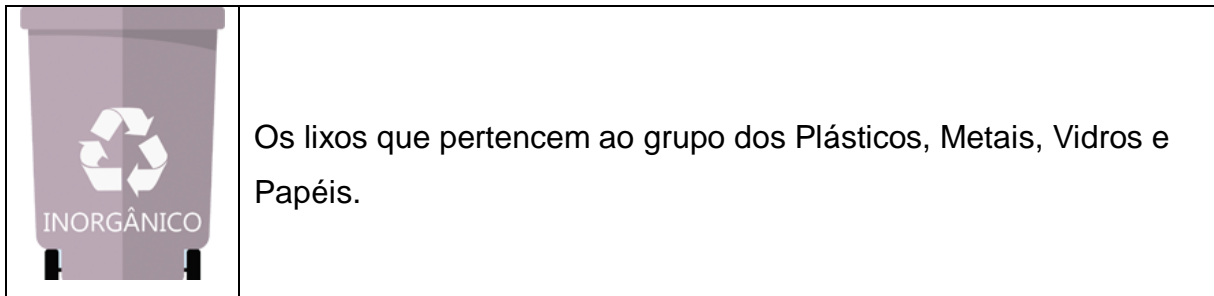 INORGÂNICO
Os lixos que pertencem ao grupo dos Plásticos, Metais, Vidros e
Papéis.